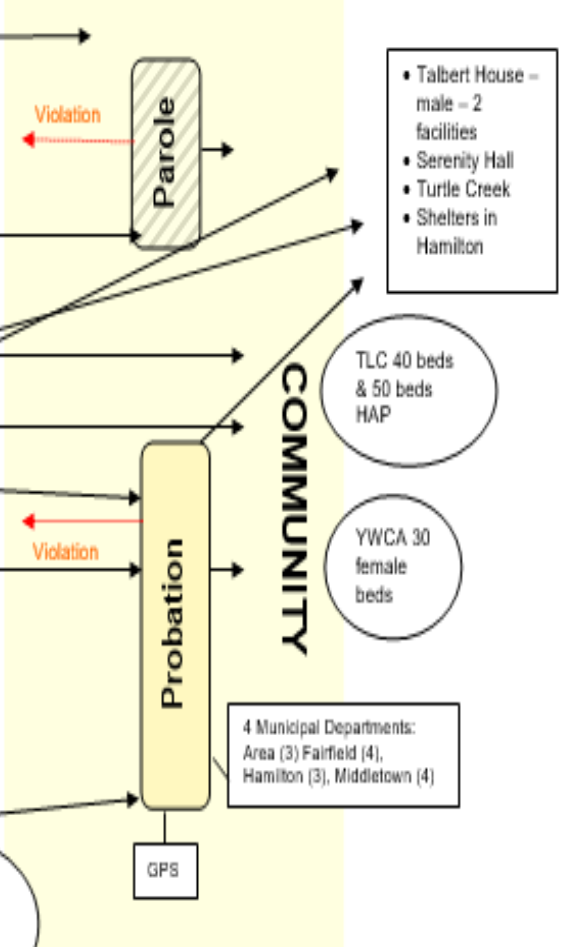 Violation
Parole
• Talbert House –
male – 2
facilities
• Serenity Hall
• Turtle Creek
• Shelters in
Hamilton
TLC 40 beds
& 50 beds
HAP
COMMUNITY
YWCA 30
female
beds
Violation
Probation
4 Municipal Departments:
Area (3) Fairfield (4),
Hamilton (3), Middletown (4)
GPS